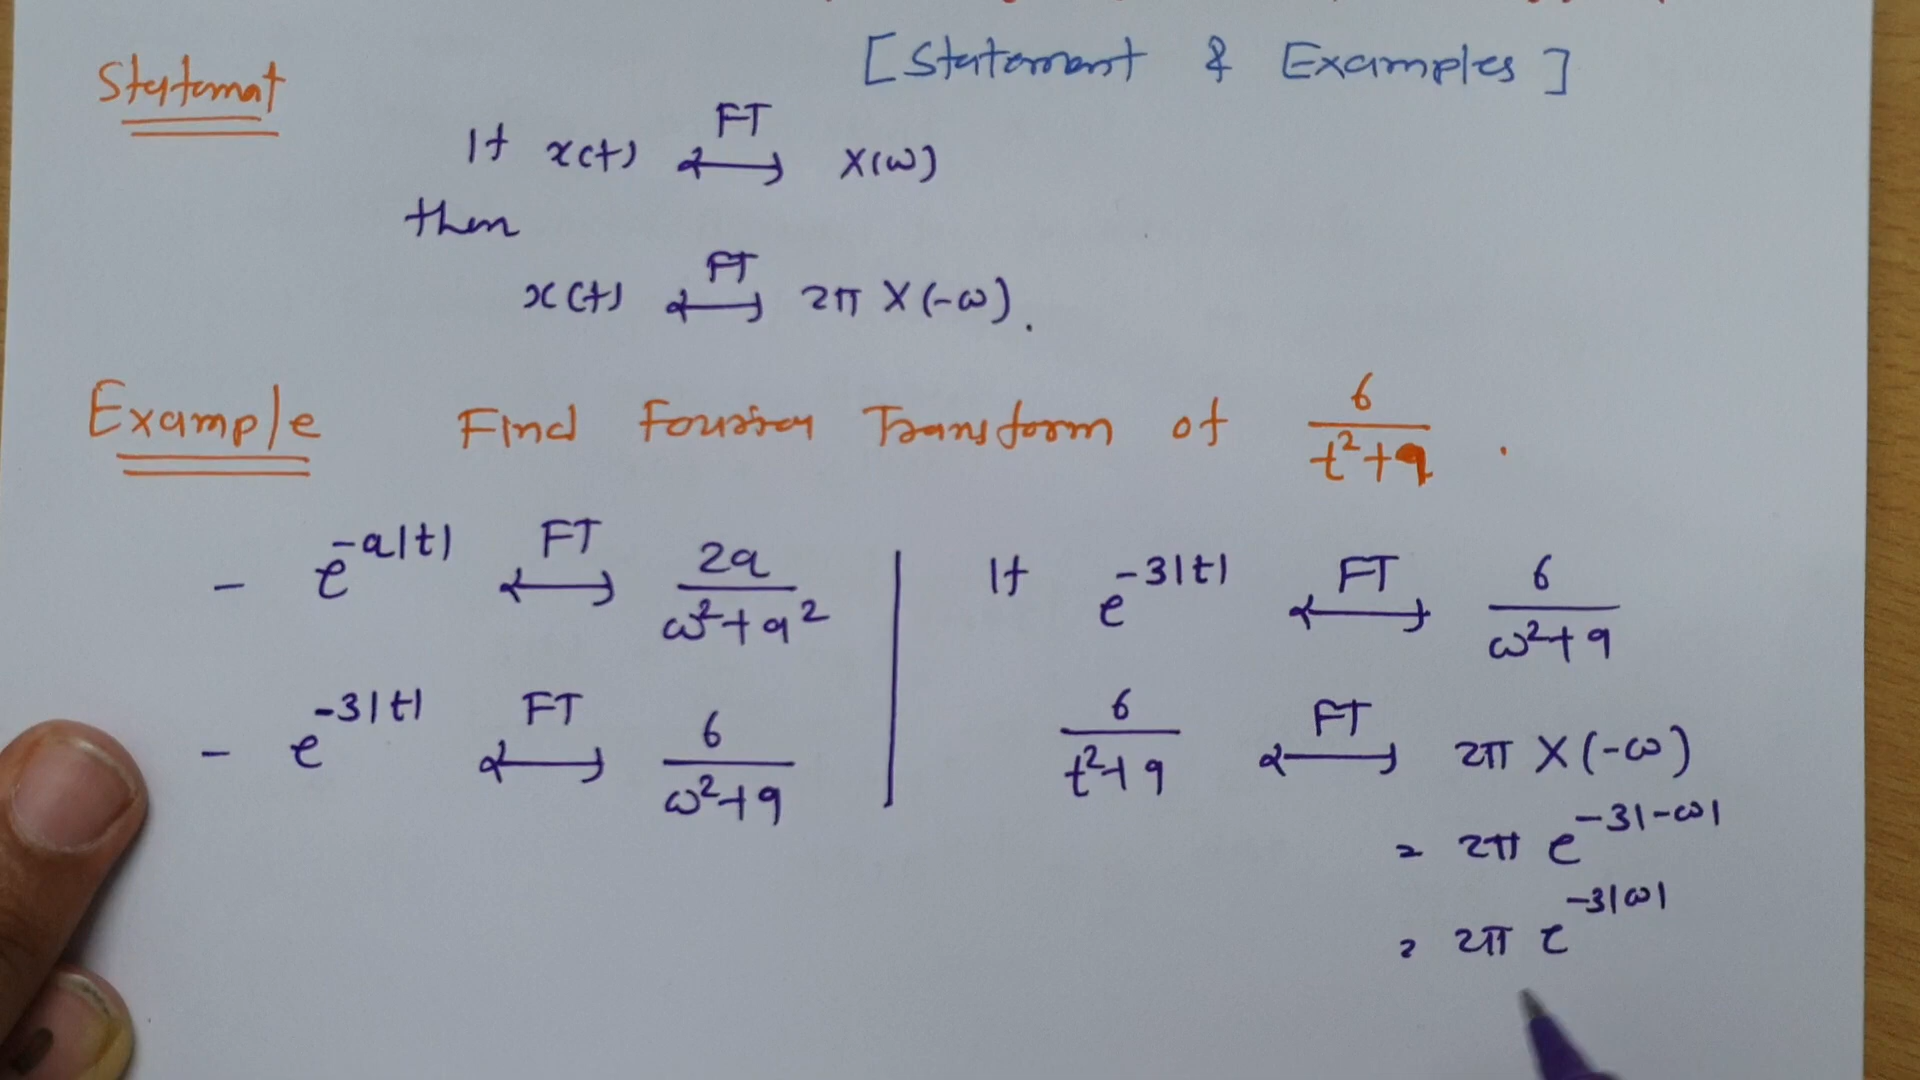 [Statement & Examples]
Statemat
If x(t) <-FT-> X(ω)
then
x(t) <-FT-> 2π X(-ω).
Example Find Fourier Transform of 6/(t²+9).
- e^(-a|t|) <-FT-> 2a/(ω²+a²)
- e^(-3|t|) <-FT-> 6/(ω²+9)
If e^(-3|t|) <-FT-> 6/(ω²+9)
6/(t²+9) <-FT-> 2π X(-ω)
= 2π e^(-3|-ω|)
= 2π e^(-3|ω|)